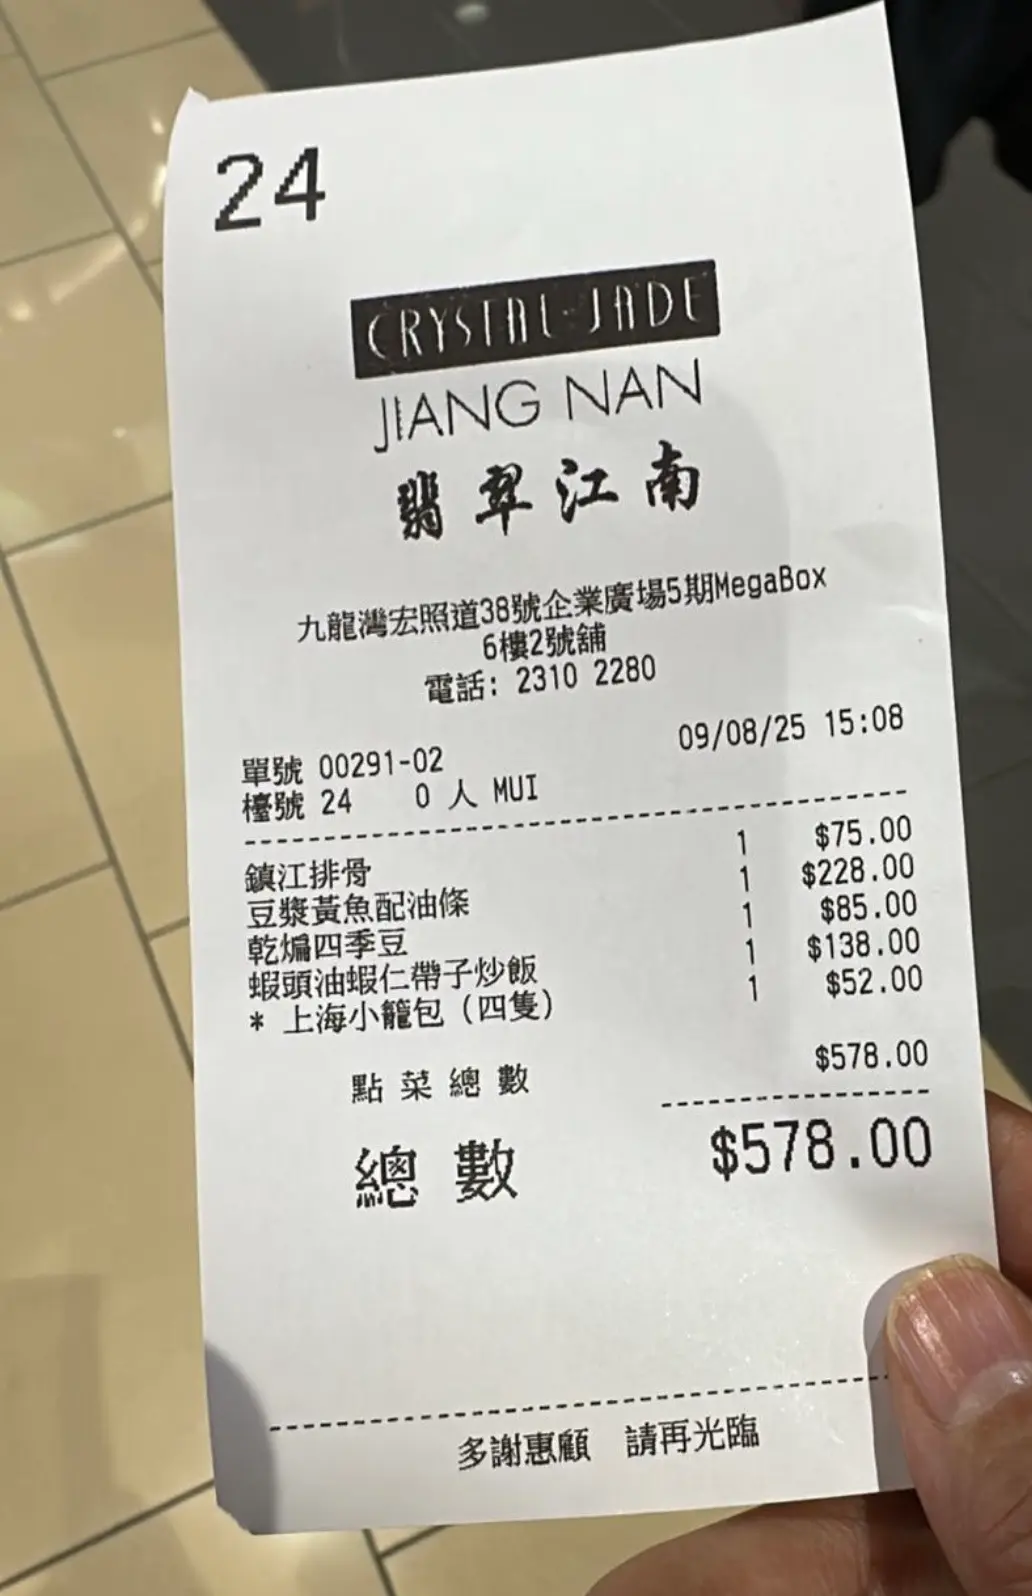 24
CRYSTAL JADE
JIANG NAN
翡翠江南
九龍灣宏照道38號企業廣場5期MegaBox
6樓2號舖
電話: 2310 2280
單號 00291-02 09/08/25 15:08
檯號 24 0 人 MUI
鎮江排骨 1 $75.00
豆漿黃魚配油條 1 $228.00
乾煸四季豆 1 $85.00
蝦頭油蝦仁帶子炒飯 1 $138.00
* 上海小籠包 (四隻) 1 $52.00
點菜總數 $578.00
總數 $578.00
多謝惠顧 請再光臨